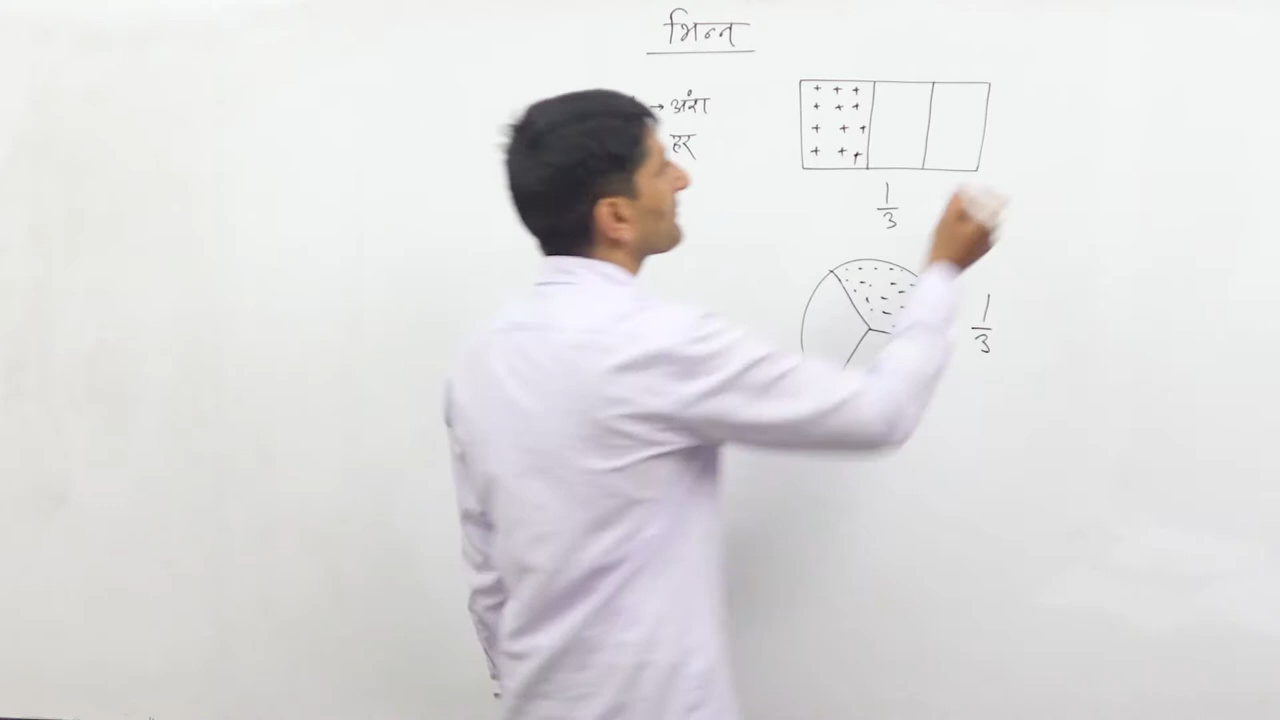 भिन्न
→ अंश
हर
1/3
1/3